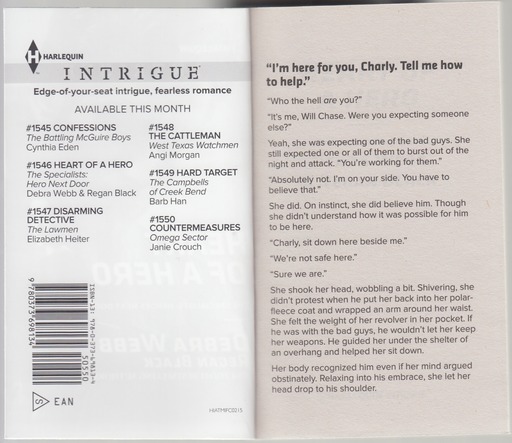 HARLEQUIN
INTRIGUE
Edge-of-your-seat intrigue, fearless romance
AVAILABLE THIS MONTH
#1545 CONFESSIONS
The Battling McGuire Boys
Cynthia Eden
#1546 HEART OF A HERO
The Specialists:
Hero Next Door
Debra Webb & Regan Black
#1547 DISARMING
DETECTIVE
The Lawmen
Elizabeth Heiter
#1548
THE CATTLEMAN
West Texas Watchmen
Angi Morgan
#1549 HARD TARGET
The Campbells
of Creek Bend
Barb Han
#1550
COUNTERMEASURES
Omega Sector
Janie Crouch
ISBN-13: 978-0-373-69813-4
9780373698134
50550
S EAN
HIATMIFC0215
“I’m here for you, Charly. Tell me how
to help.”
“Who the hell are you?”
“It’s me, Will Chase. Were you expecting someone
else?”
Yeah, she was expecting one of the bad guys. She
still expected one or all of them to burst out of the
night and attack. “You’re working for them.”
“Absolutely not. I’m on your side. You have to
believe that.”
She did. On instinct, she did believe him. Though
she didn’t understand how it was possible for him
to be here.
“Charly, sit down here beside me.”
“We’re not safe here.”
“Sure we are.”
She shook her head, wobbling a bit. Shivering, she
didn’t protest when he put her back into her polar-
fleece coat and wrapped an arm around her waist.
She felt the weight of her revolver in her pocket. If
he was with the bad guys, he wouldn’t let her keep
her weapons. He guided her under the shelter of
an overhang and helped her sit down.
Her body recognized him even if her mind argued
obstinately. Relaxing into his embrace, she let her
head drop to his shoulder.